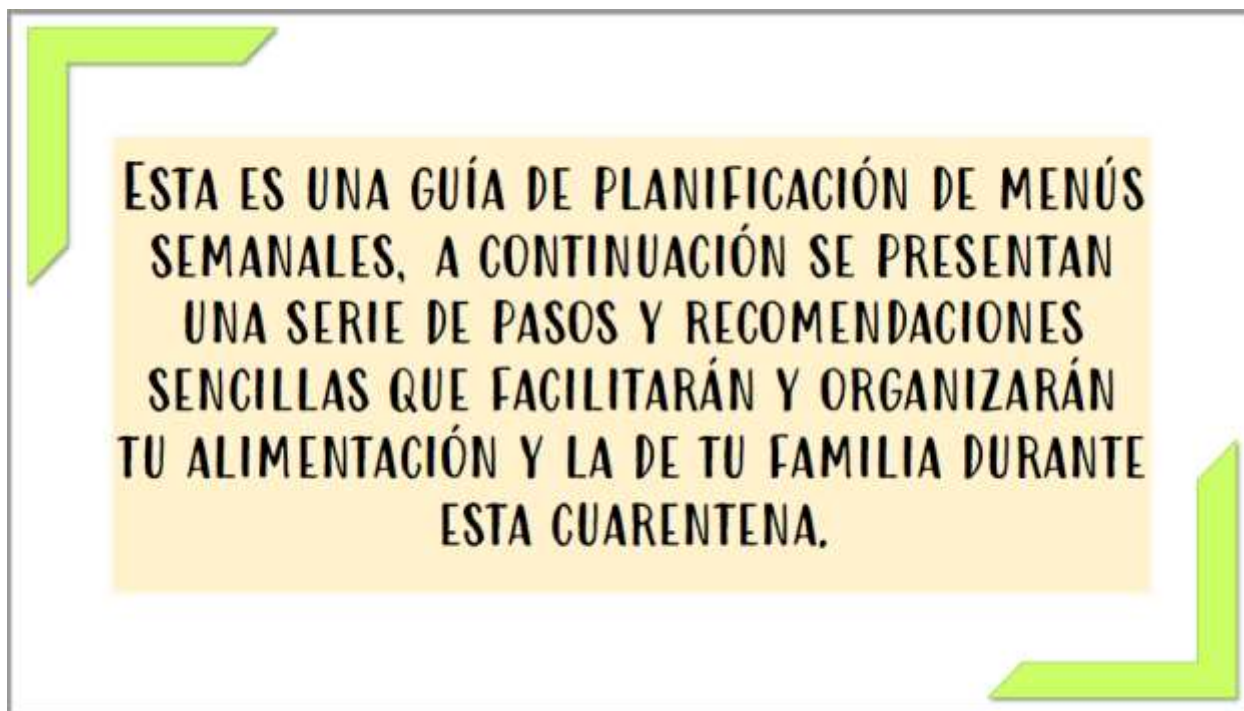 ESTA ES UNA GUÍA DE PLANIFICACIÓN DE MENÚS
SEMANALES, A CONTINUACIÓN SE PRESENTAN
UNA SERIE DE PASOS Y RECOMENDACIONES
SENCILLAS QUE FACILITARÁN Y ORGANIZARÁN
TU ALIMENTACIÓN Y LA DE TU FAMILIA DURANTE
ESTA CUARENTENA.